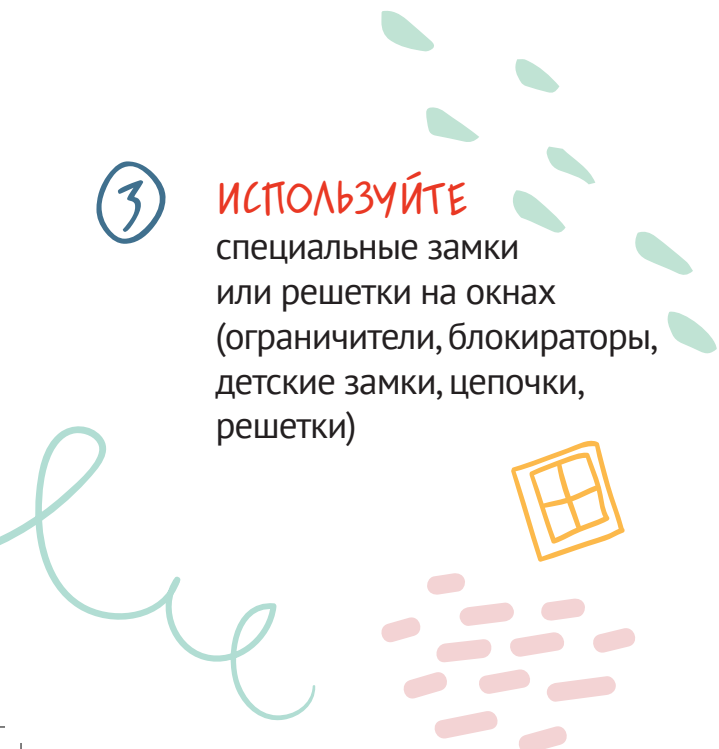 3
ИСПОЛЬЗУЙТЕ
специальные замки
или решетки на окнах
(ограничители, блокираторы,
детские замки, цепочки,
решетки)